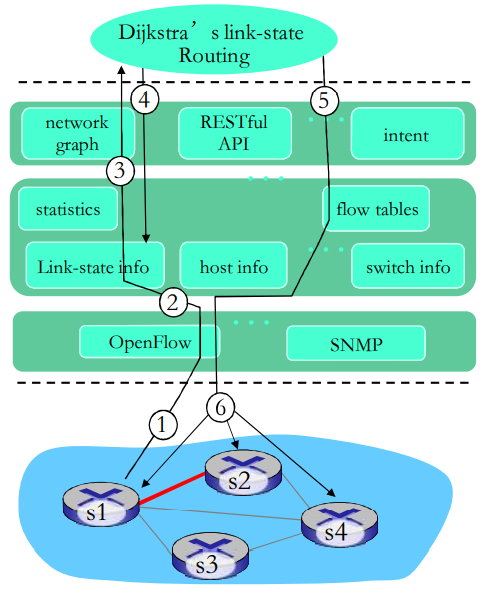 Dijkstra’s link-state
Routing
4
5
network
graph
RESTful
API
intent
3
statistics
flow tables
Link-state info
host info
switch info
2
OpenFlow
SNMP
1
6
s1
s2
s4
s3